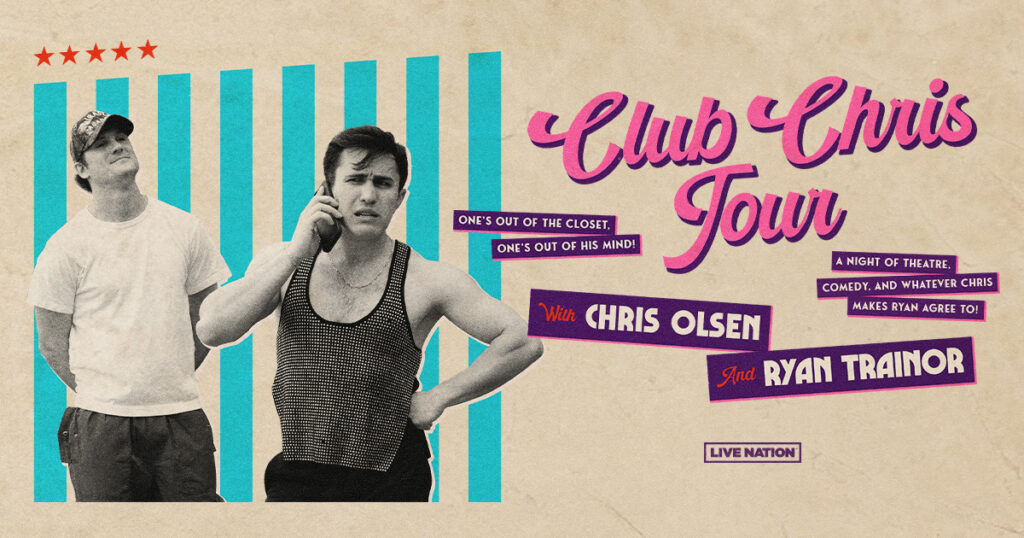 Club Chris
Tour
ONE'S OUT OF THE CLOSET,
ONE'S OUT OF HIS MIND!
A NIGHT OF THEATRE,
COMEDY, AND WHATEVER CHRIS
MAKES RYAN AGREE TO!
With CHRIS OLSEN
And RYAN TRAINOR
LIVE NATION